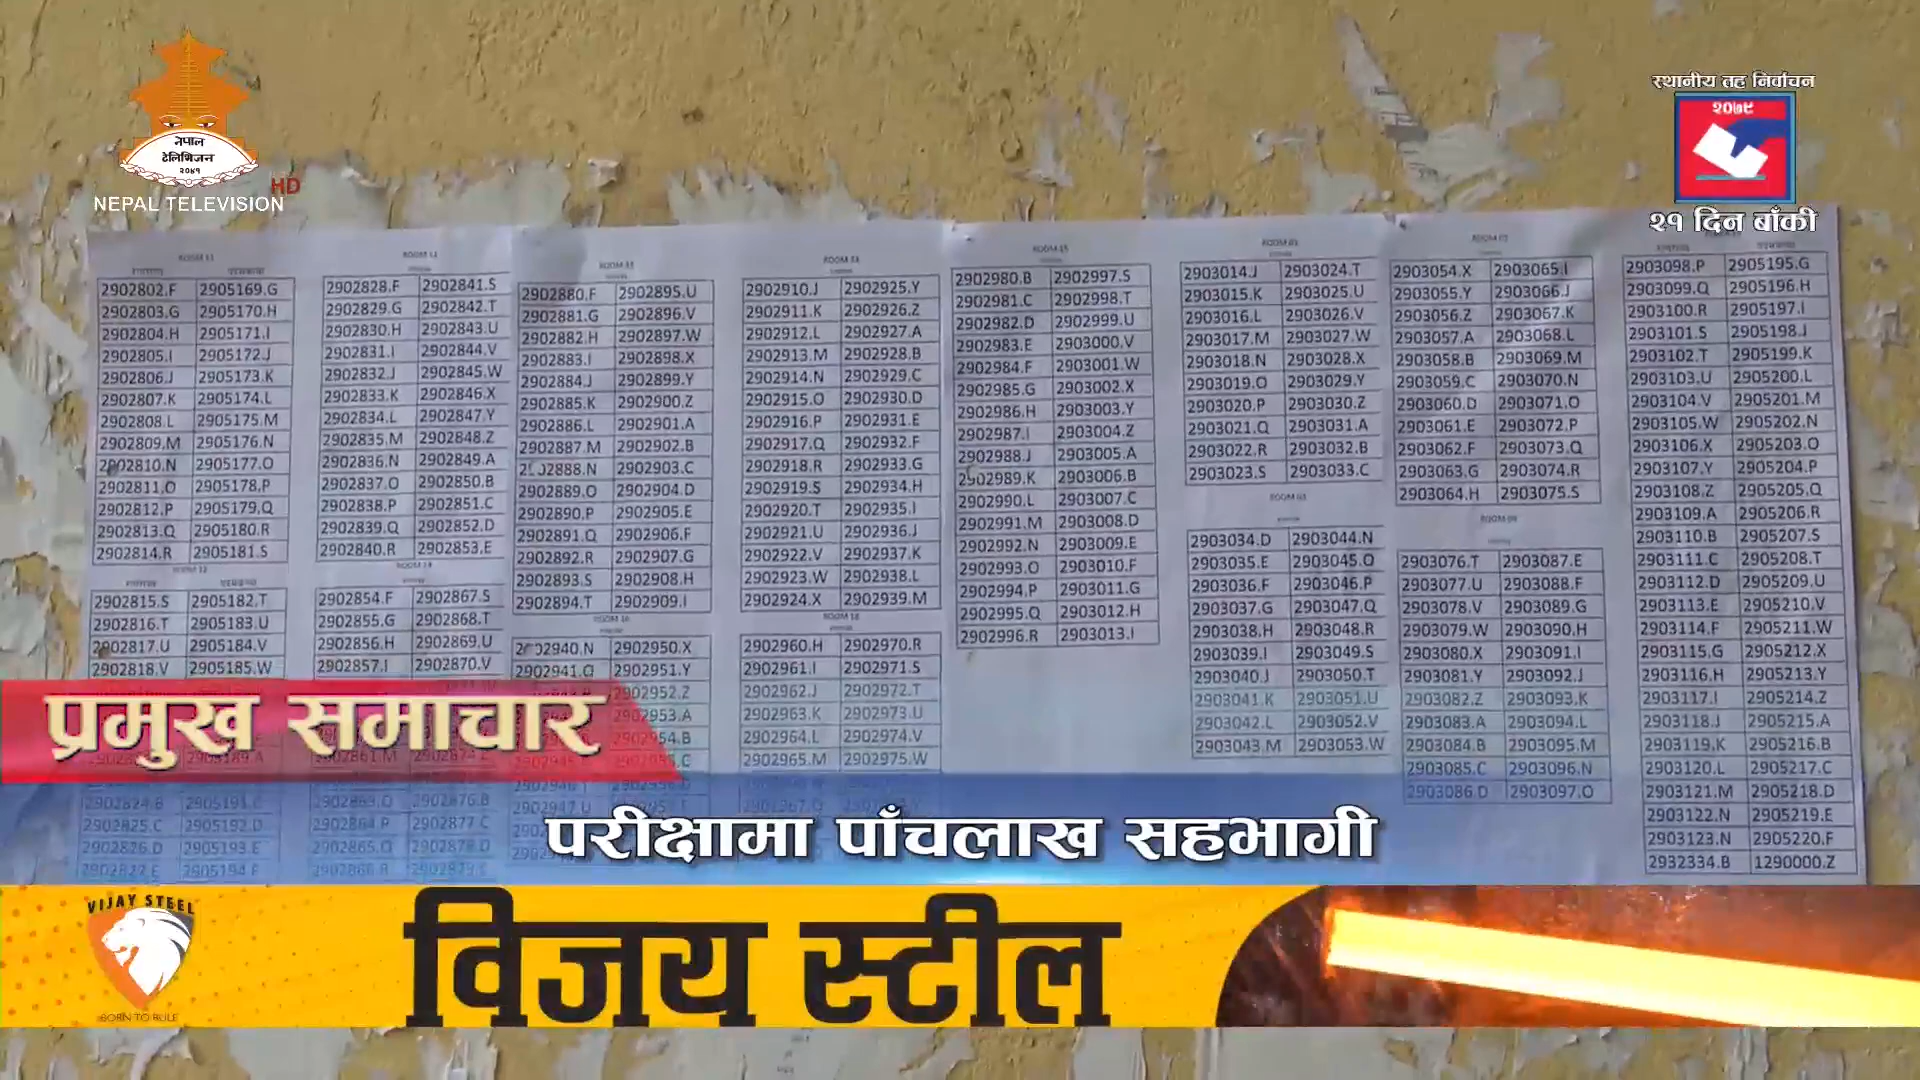 नेपाल
टेलिभिजन
२०४१
HD
NEPAL TELEVISION
स्थानीय तह निर्वाचन
२०७९
२१ दिन बाँकी
2902802.F 2905169.G
2902803.G 2905170.H
2902804.H 2905171.I
2902805.I 2905172.J
2902806.J 2905173.K
2902807.K 2905174.L
2902808.L 2905175.M
2902809.M 2905176.N
2902810.N 2905177.O
2902811.O 2905178.P
2902812.P 2905179.Q
2902813.Q 2905180.R
2902814.R 2905181.S
2902815.S 2905182.T
2902816.T 2905183.U
2902817.U 2905184.V
2902818.V 2905185.W
2902825.C 2905192.D
2902826.D 2905193.E
2902828.F 2902841.S
2902829.G 2902842.T
2902830.H 2902843.U
2902831.I 2902844.V
2902832.J 2902845.W
2902833.K 2902846.X
2902834.L 2902847.Y
2902835.M 2902848.Z
2902836.N 2902849.A
2902837.O 2902850.B
2902838.P 2902851.C
2902839.Q 2902852.D
2902840.R 2902853.E
2902854.F 2902867.S
2902855.G 2902868.T
2902856.H 2902869.U
2902857.I 2902870.V
2902880.F 2902895.U
2902881.G 2902896.V
2902882.H 2902897.W
2902883.I 2902898.X
2902884.J 2902899.Y
2902885.K 2902900.Z
2902886.L 2902901.A
2902887.M 2902902.B
2902888.N 2902903.C
2902889.O 2902904.D
2902890.P 2902905.E
2902891.Q 2902906.F
2902892.R 2902907.G
2902893.S 2902908.H
2902894.T 2902909.I
2902940.N 2902950.X
2902941.O 2902951.Y
2902952.Z
2902953.A
2902910.J 2902925.Y
2902911.K 2902926.Z
2902912.L 2902927.A
2902913.M 2902928.B
2902914.N 2902929.C
2902915.O 2902930.D
2902916.P 2902931.E
2902917.Q 2902932.F
2902918.R 2902933.G
2902919.S 2902934.H
2902920.T 2902935.I
2902921.U 2902936.J
2902922.V 2902937.K
2902923.W 2902938.L
2902924.X 2902939.M
2902960.H 2902970.R
2902961.I 2902971.S
2902962.J 2902972.T
2902963.K 2902973.U
2902964.L 2902974.V
2902965.M 2902975.W
2902980.B 2902997.S
2902981.C 2902998.T
2902982.D 2902999.U
2902983.E 2903000.V
2902984.F 2903001.W
2902985.G 2903002.X
2902986.H 2903003.Y
2902987.I 2903004.Z
2902988.J 2903005.A
2902989.K 2903006.B
2902990.L 2903007.C
2902991.M 2903008.D
2902992.N 2903009.E
2902993.O 2903010.F
2902994.P 2903011.G
2902995.Q 2903012.H
2902996.R 2903013.I
2903014.J 2903024.T
2903015.K 2903025.U
2903016.L 2903026.V
2903017.M 2903027.W
2903018.N 2903028.X
2903019.O 2903029.Y
2903020.P 2903030.Z
2903021.Q 2903031.A
2903022.R 2903032.B
2903023.S 2903033.C
2903034.D 2903044.N
2903035.E 2903045.O
2903036.F 2903046.P
2903037.G 2903047.Q
2903038.H 2903048.R
2903039.I 2903049.S
2903040.J 2903050.T
2903041.K 2903051.U
2903042.L 2903052.V
2903043.M 2903053.W
2903054.X 2903065.I
2903055.Y 2903066.J
2903056.Z 2903067.K
2903057.A 2903068.L
2903058.B 2903069.M
2903059.C 2903070.N
2903060.D 2903071.O
2903061.E 2903072.P
2903062.F 2903073.Q
2903063.G 2903074.R
2903064.H 2903075.S
2903076.T 2903087.E
2903077.U 2903088.F
2903078.V 2903089.G
2903079.W 2903090.H
2903080.X 2903091.I
2903081.Y 2903092.J
2903082.Z 2903093.K
2903083.A 2903094.L
2903084.B 2903095.M
2903085.C 2903096.N
2903086.D 2903097.O
2903098.P 2905195.G
2903099.Q 2905196.H
2903100.R 2905197.I
2903101.S 2905198.J
2903102.T 2905199.K
2903103.U 2905200.L
2903104.V 2905201.M
2903105.W 2905202.N
2903106.X 2905203.O
2903107.Y 2905204.P
2903108.Z 2905205.Q
2903109.A 2905206.R
2903110.B 2905207.S
2903111.C 2905208.T
2903112.D 2905209.U
2903113.E 2905210.V
2903114.F 2905211.W
2903115.G 2905212.X
2903116.H 2905213.Y
2903117.I 2905214.Z
2903118.J 2905215.A
2903119.K 2905216.B
2903120.L 2905217.C
2903121.M 2905218.D
2903122.N 2905219.E
2903123.N 2905220.F
2932334.B 1290000.Z
प्रमुख समाचार
परीक्षामा पाँचलाख सहभागी
VIJAY STEEL
BORN TO RULE
विजय स्टील